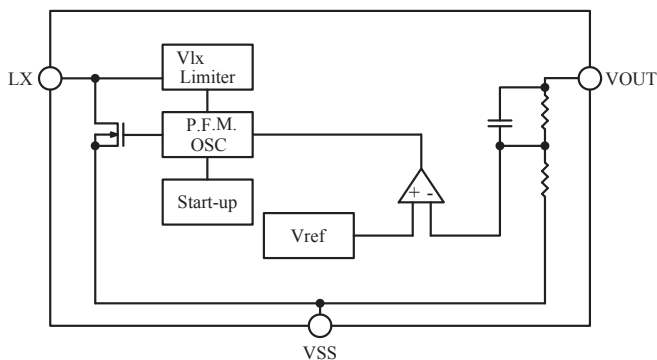 Vlx
Limiter
LX
VOUT
P.F.M.
OSC
Start-up
+ -
Vref
VSS